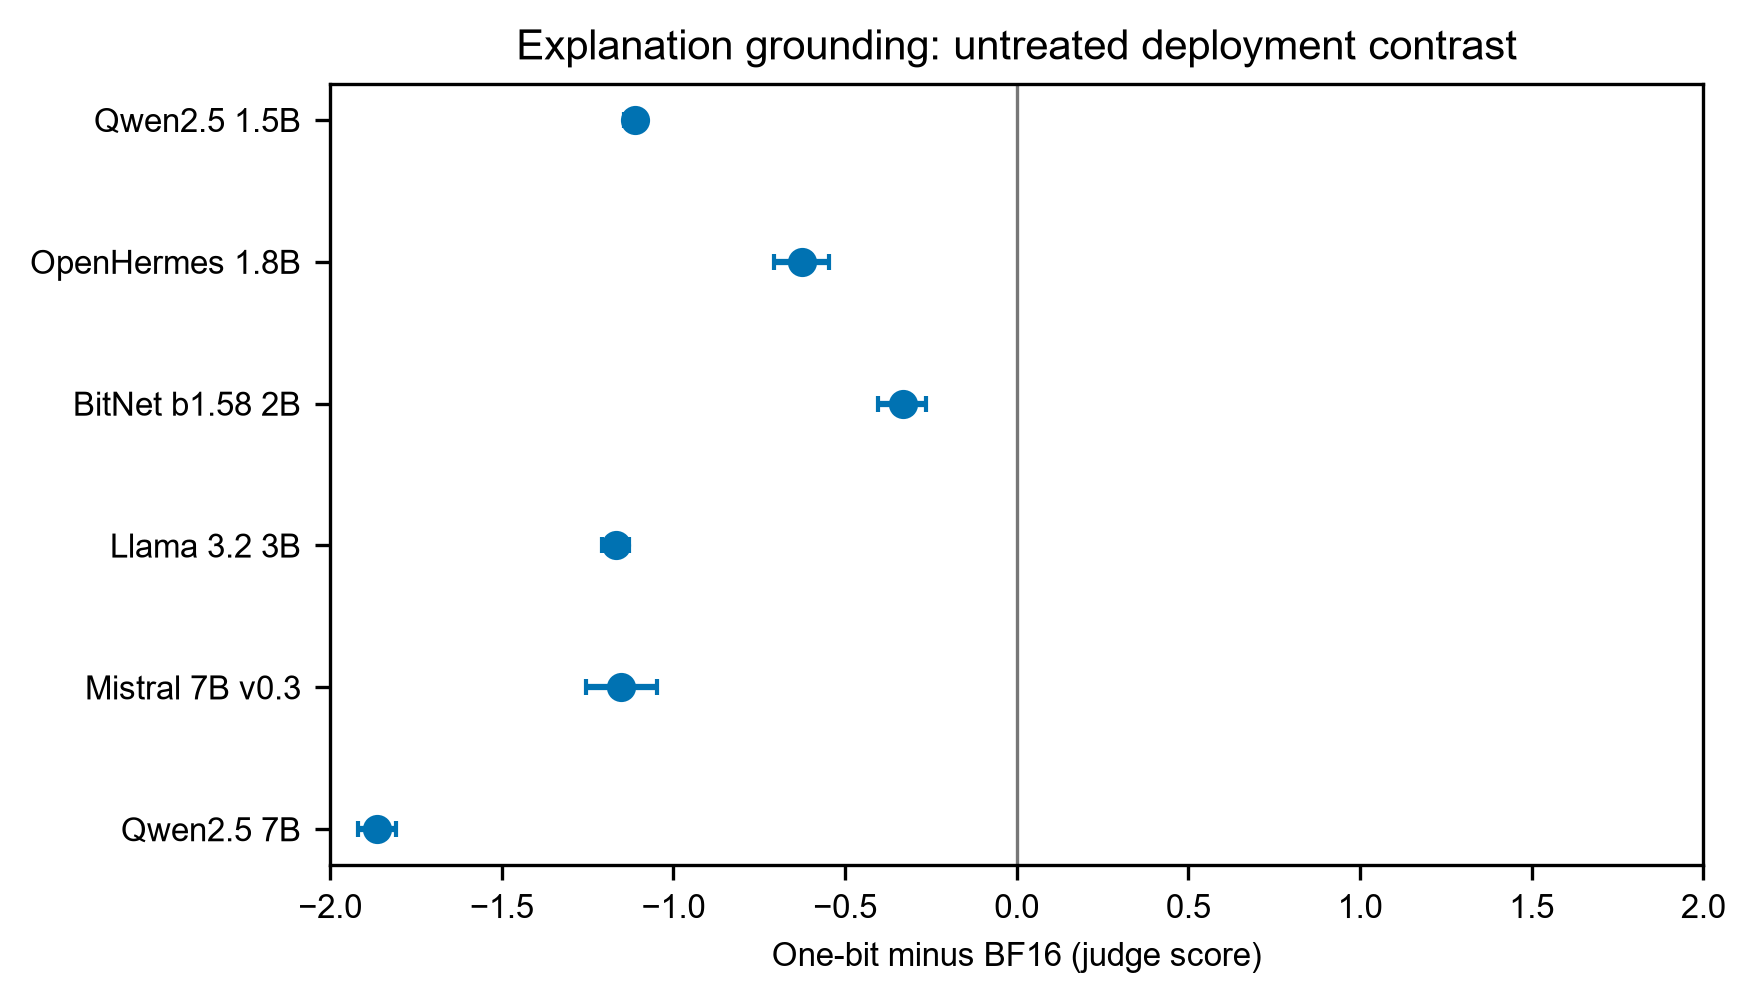 Explanation grounding: untreated deployment contrast
Qwen2.5 1.5B
OpenHermes 1.8B
BitNet b1.58 2B
Llama 3.2 3B
Mistral 7B v0.3
Qwen2.5 7B
−2.0 −1.5 −1.0 −0.5 0.0 0.5 1.0 1.5 2.0
One-bit minus BF16 (judge score)